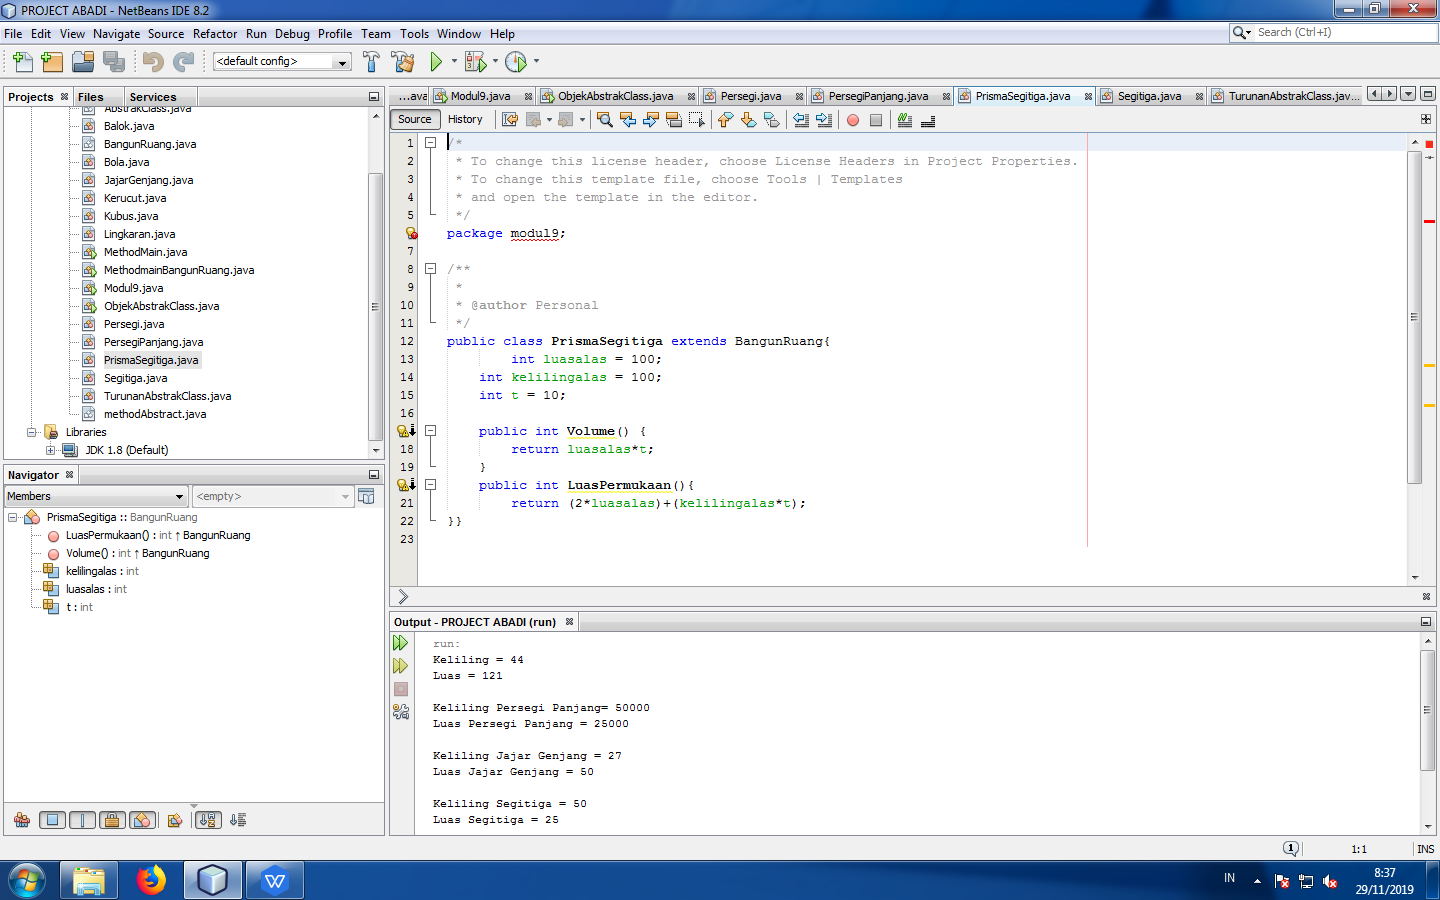 PROJECT ABADI - NetBeans IDE 8.2
File Edit View Navigate Source Refactor Run Debug Profile Team Tools Window Help
Search (Ctrl+I)
<default config>
Projects Files Services
AbstrakClass.java
Balok.java
BangunRuang.java
Bola.java
JajarGenjang.java
Kerucut.java
Kubus.java
Lingkaran.java
MethodMain.java
MethodmainBangunRuang.java
Modul9.java
ObjekAbstrakClass.java
Persegi.java
PersegiPanjang.java
PrismaSegitiga.java
Segitiga.java
TurunanAbstrakClass.java
methodAbstract.java
Libraries
JDK 1.8 (Default)
Navigator
Members <empty>
PrismaSegitiga :: BangunRuang
LuasPermukaan() : int ↑ BangunRuang
Volume() : int ↑ BangunRuang
kelilingalas : int
luasalas : int
t : int
...ava Modul9.java ObjekAbstrakClass.java Persegi.java PersegiPanjang.java PrismaSegitiga.java Segitiga.java TurunanAbstrakClass.jav...
Source History
1 /*
2 * To change this license header, choose License Headers in Project Properties.
3 * To change this template file, choose Tools | Templates
4 * and open the template in the editor.
5 */
package modul9;
7
8 /**
9 *
10 * @author Personal
11 */
12 public class PrismaSegitiga extends BangunRuang{
13 int luasalas = 100;
14 int kelilingalas = 100;
15 int t = 10;
16
public int Volume() {
18 return luasalas*t;
19 }
public int LuasPermukaan(){
21 return (2*luasalas)+(kelilingalas*t);
22 }}
23
Output - PROJECT ABADI (run)
run:
Keliling = 44
Luas = 121
Keliling Persegi Panjang= 50000
Luas Persegi Panjang = 25000
Keliling Jajar Genjang = 27
Luas Jajar Genjang = 50
Keliling Segitiga = 50
Luas Segitiga = 25
1 1:1 INS
IN
8:37
29/11/2019